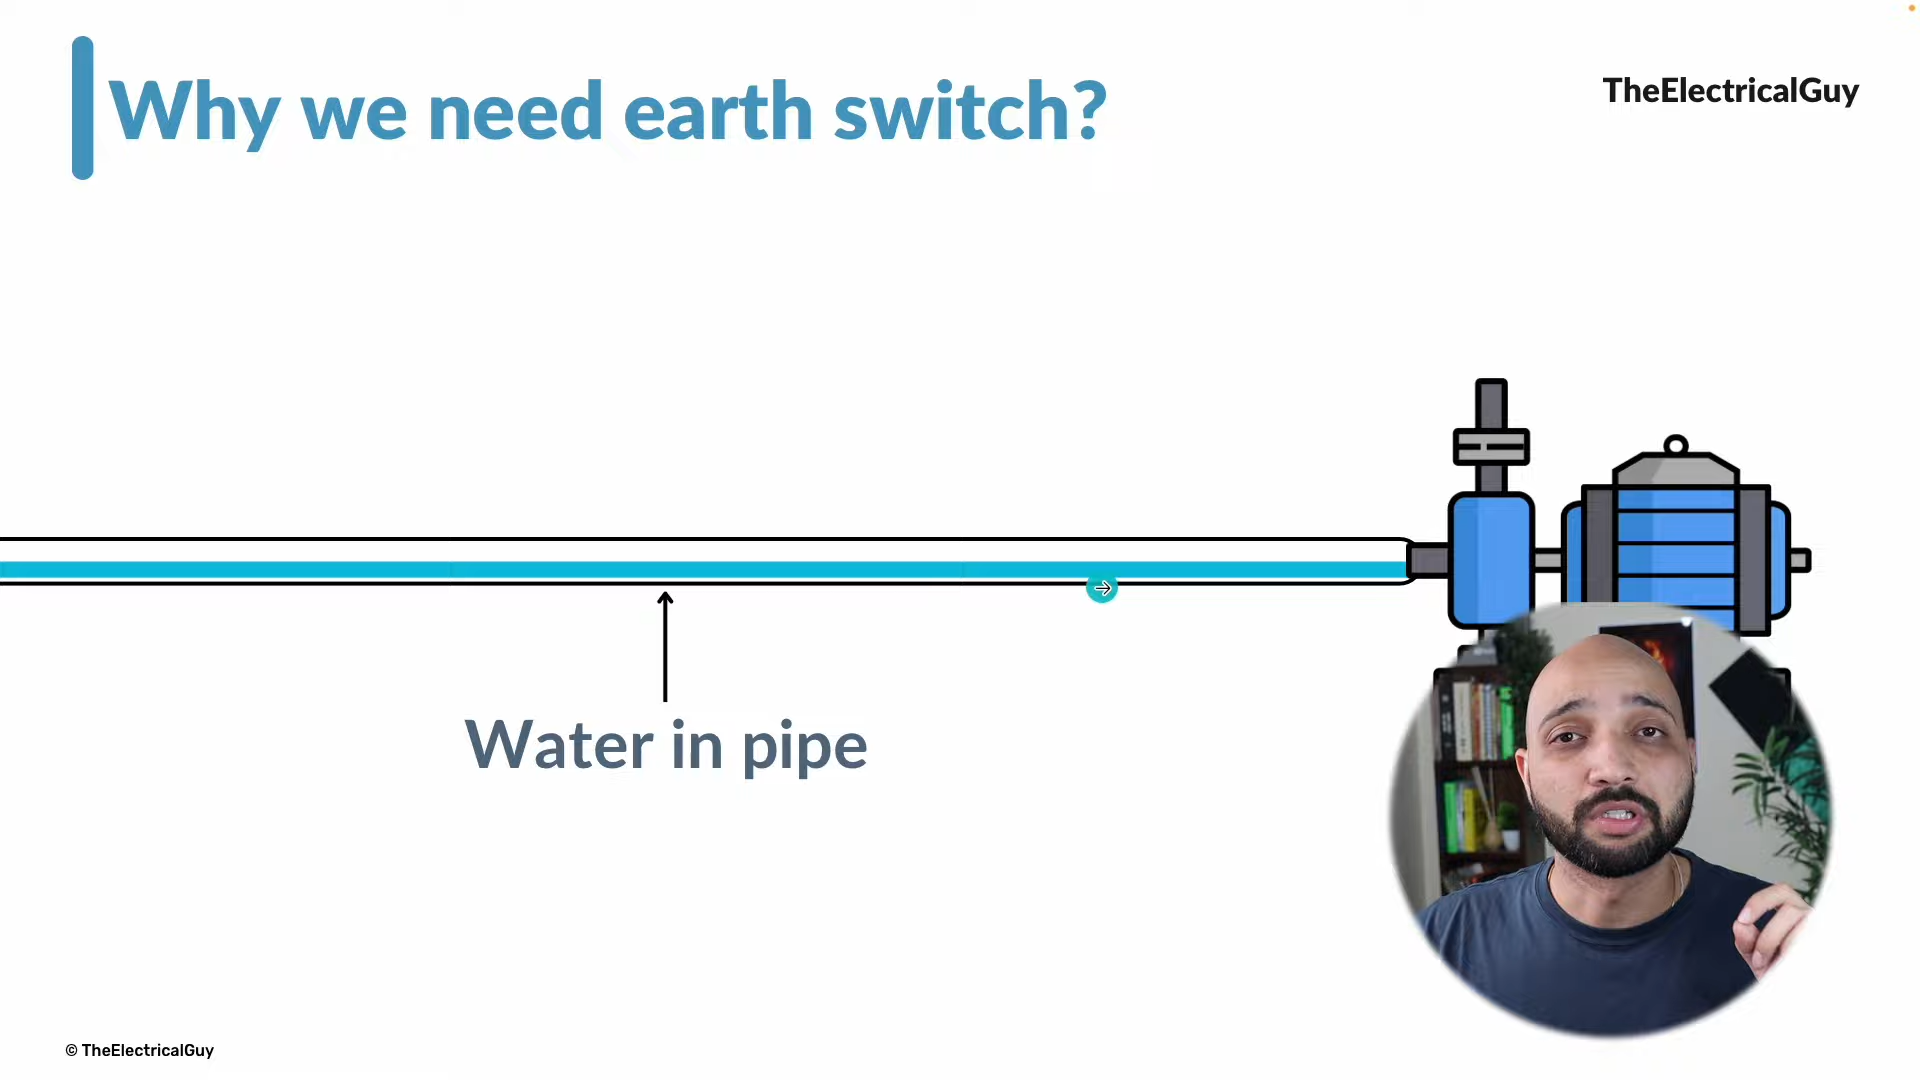 Why we need earth switch?
TheElectricalGuy
Water in pipe
© TheElectricalGuy